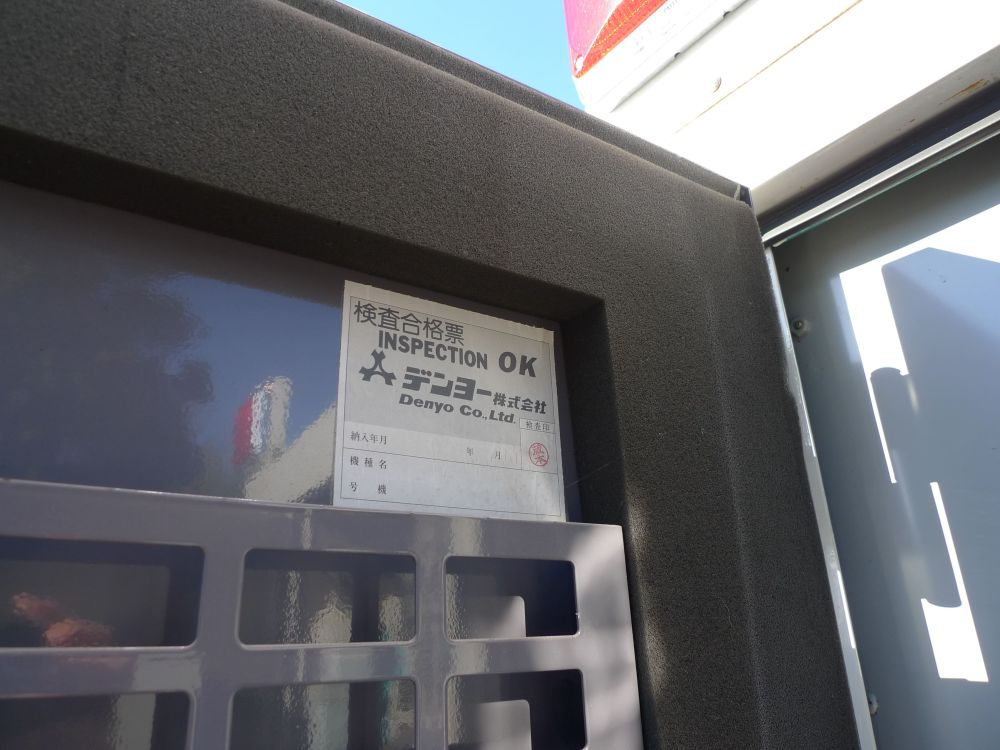 検査合格票
INSPECTION OK
デンヨー株式会社
Denyo Co.,Ltd.
検査印
納入年月 年 月
機種名
号機